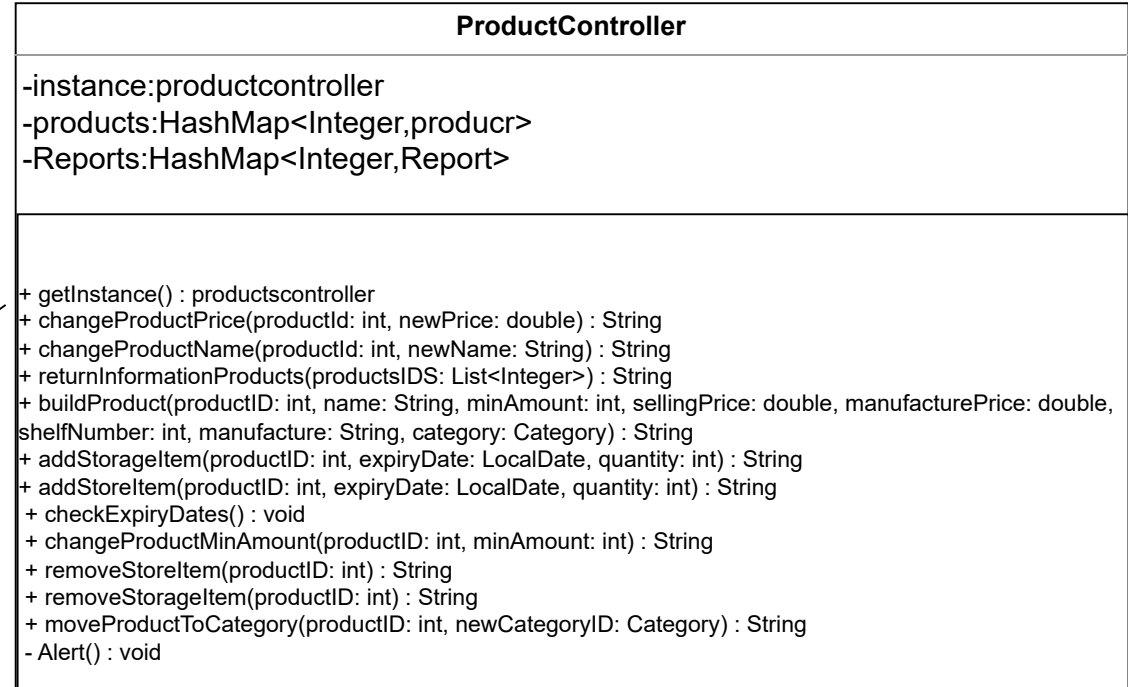 ProductController
-instance:productcontroller
-products:HashMap<Integer,producr>
-Reports:HashMap<Integer,Report>
+ getInstance() : productscontroller
+ changeProductPrice(productId: int, newPrice: double) : String
+ changeProductName(productId: int, newName: String) : String
+ returnInformationProducts(productsIDS: List<Integer>) : String
+ buildProduct(productID: int, name: String, minAmount: int, sellingPrice: double, manufacturePrice: double,
shelfNumber: int, manufacture: String, category: Category) : String
+ addStorageItem(productID: int, expiryDate: LocalDate, quantity: int) : String
+ addStoreItem(productID: int, expiryDate: LocalDate, quantity: int) : String
+ checkExpiryDates() : void
+ changeProductMinAmount(productID: int, minAmount: int) : String
+ removeStoreItem(productID: int) : String
+ removeStorageItem(productID: int) : String
+ moveProductToCategory(productID: int, newCategoryID: Category) : String
- Alert() : void